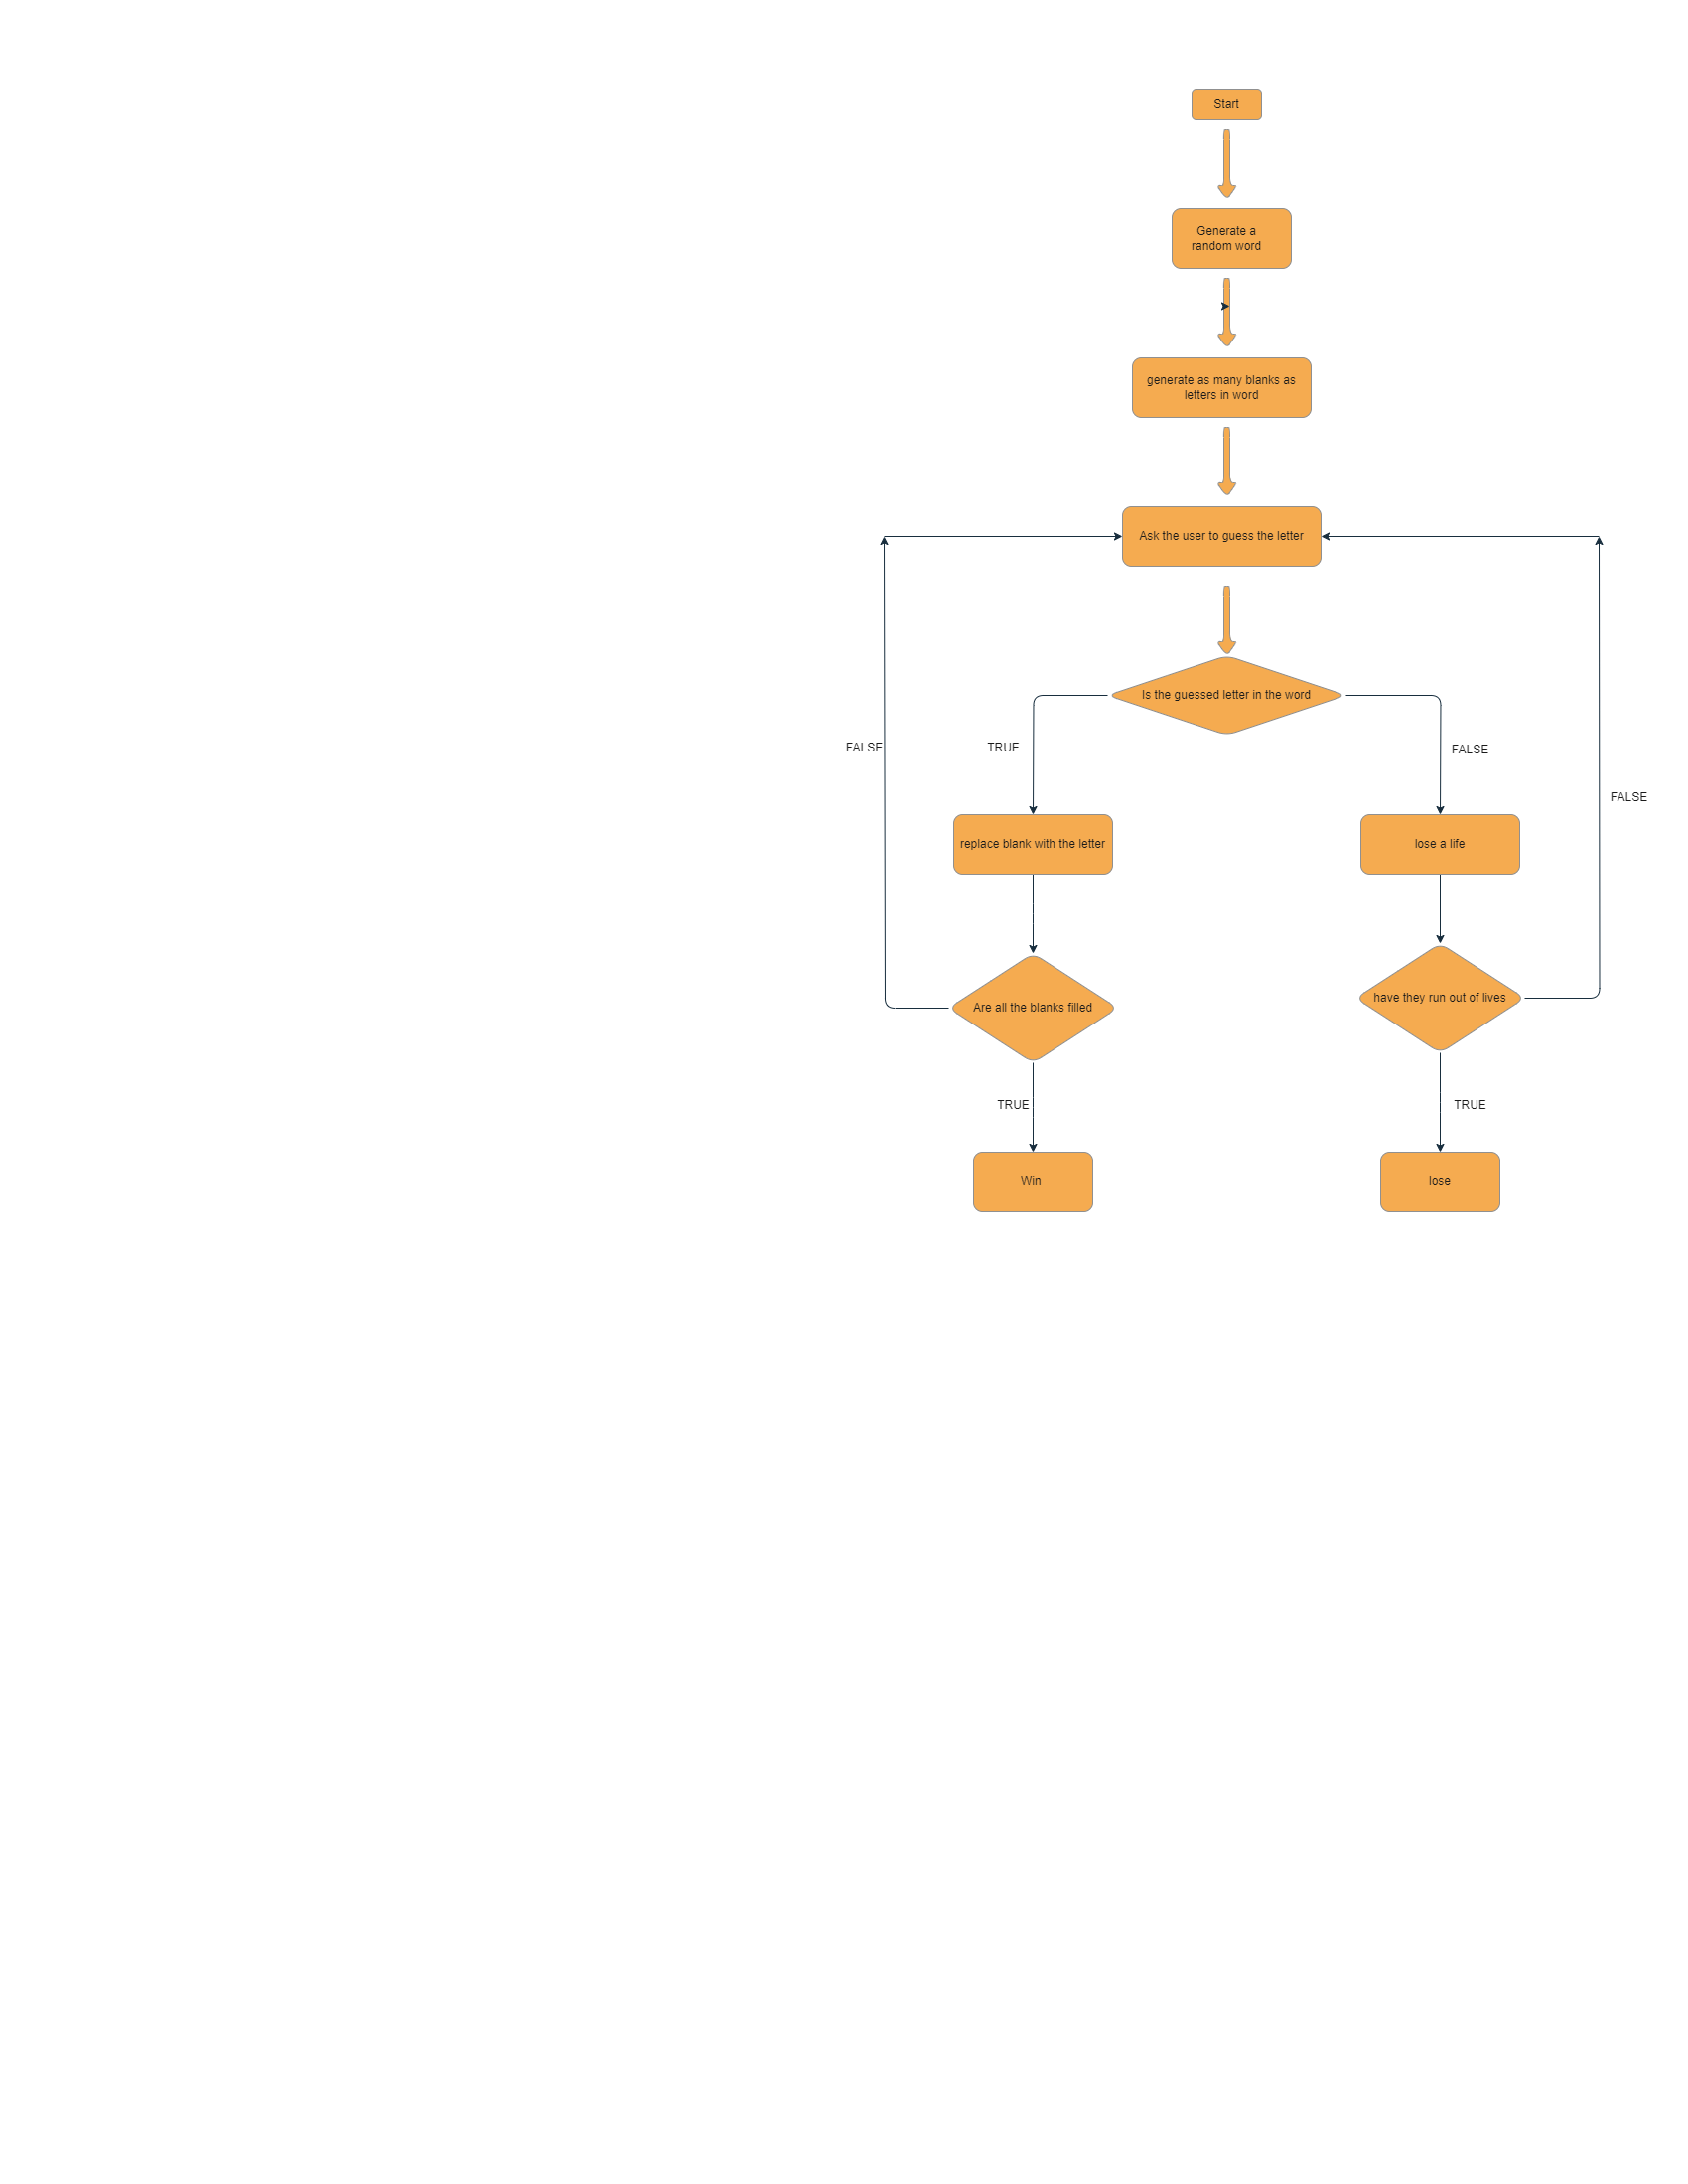 Start
Generate a
random word
generate as many blanks as
letters in word
Ask the user to guess the letter
Is the guessed letter in the word
FALSE
TRUE
FALSE
FALSE
replace blank with the letter
lose a life
Are all the blanks filled
have they run out of lives
TRUE
TRUE
Win
lose